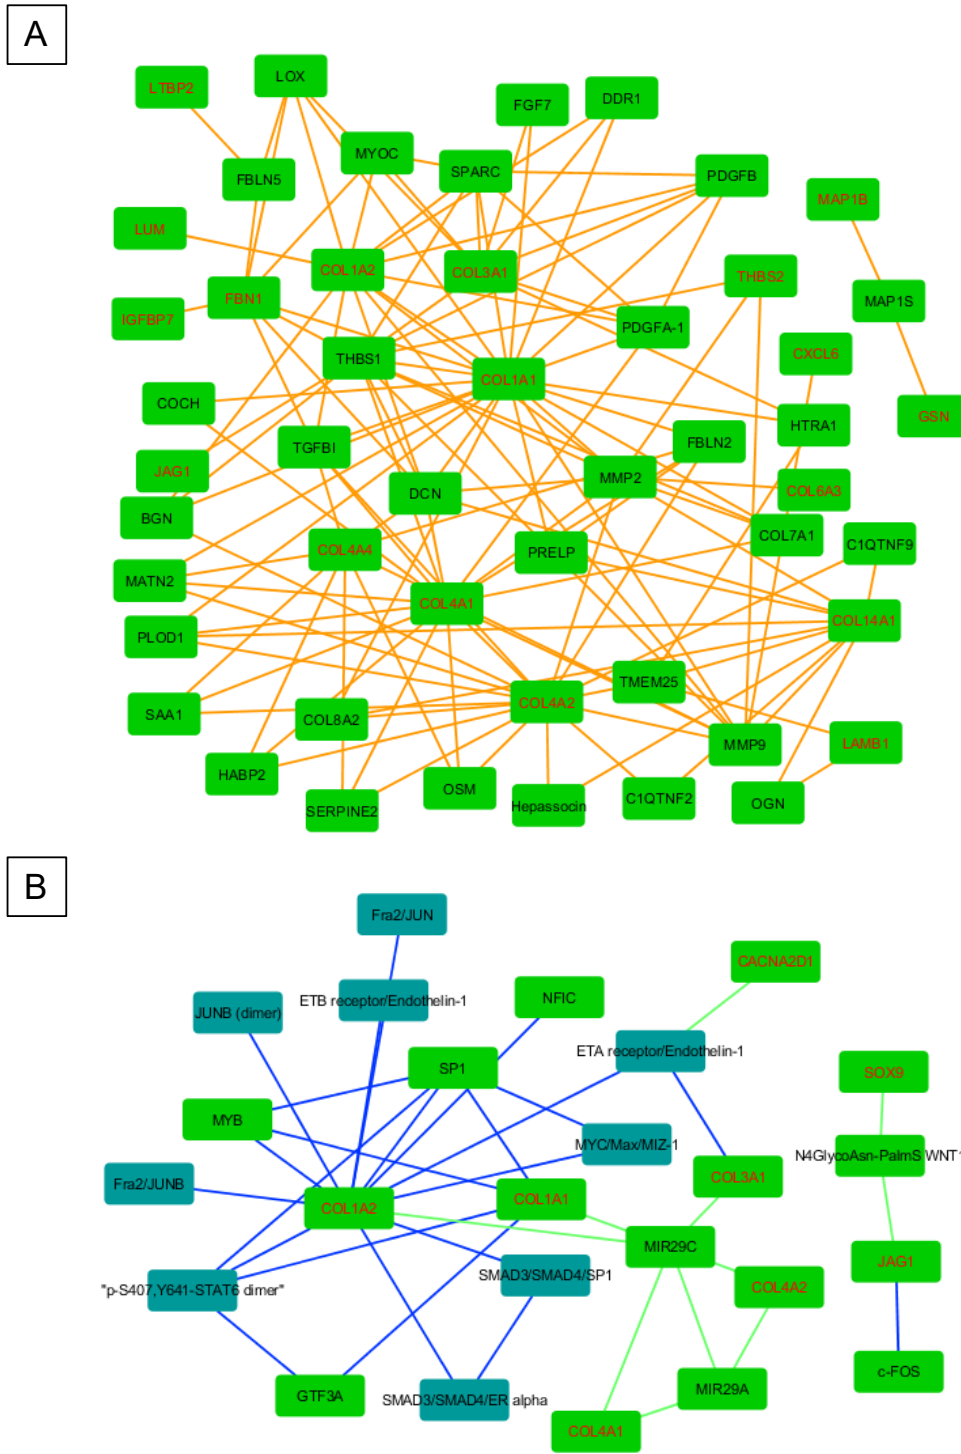 A
LOX
LTBP2
FGF7
DDR1
MYOC
SPARC
FBLN5
PDGFB
MAP1B
LUM
COL1A2
COL3A1
THBS2
FBN1
MAP1S
IGFBP7
PDGFA-1
THBS1
CXCL6
COL1A1
COCH
GSN
HTRA1
TGFBI
FBLN2
JAG1
MMP2
DCN
COL6A3
BGN
COL7A1
C1QTNF9
COL4A4
PRELP
MATN2
COL4A1
COL14A1
PLOD1
TMEM25
COL4A2
SAA1
COL8A2
MMP9
LAMB1
HABP2
OSM
C1QTNF2
OGN
Hepassocin
SERPINE2
B
Fra2/JUN
CACNA2D1
NFIC
ETB receptor/Endothelin-1
JUNB (dimer)
ETA receptor/Endothelin-1
SP1
SOX9
MYB
MYC/Max/MIZ-1
N4GlycoAsn-PalmS WNT
COL3A1
Fra2/JUNB
COL1A1
COL1A2
MIR29C
JAG1
SMAD3/SMAD4/SP1
"p-S407,Y641-STAT6 dimer"
COL4A2
c-FOS
MIR29A
GTF3A
SMAD3/SMAD4/ER alpha
COL4A1